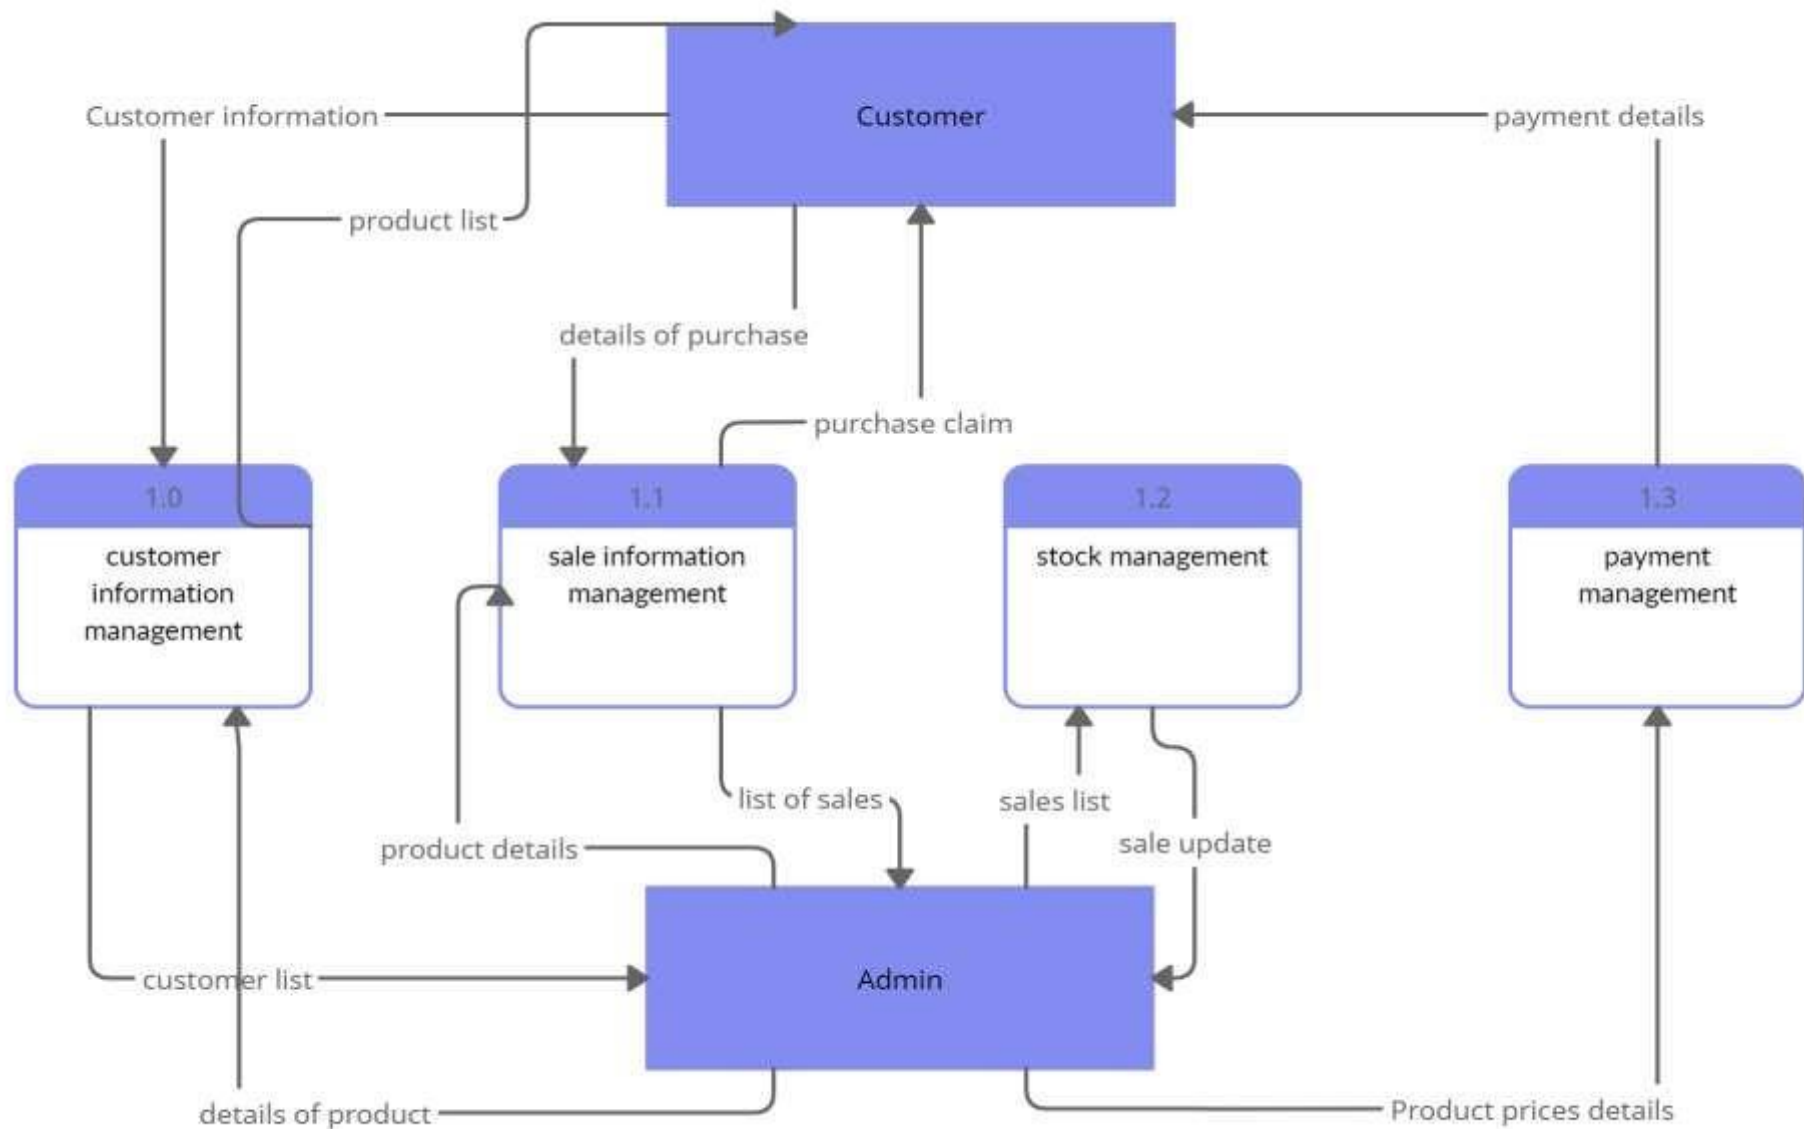 Customer
Customer information
payment details
product list
details of purchase
purchase claim
1.0
customer
information
management
1.1
sale information
management
1.2
stock management
1.3
payment
management
list of sales
sales list
product details
sale update
customer list
Admin
details of product
Product prices details